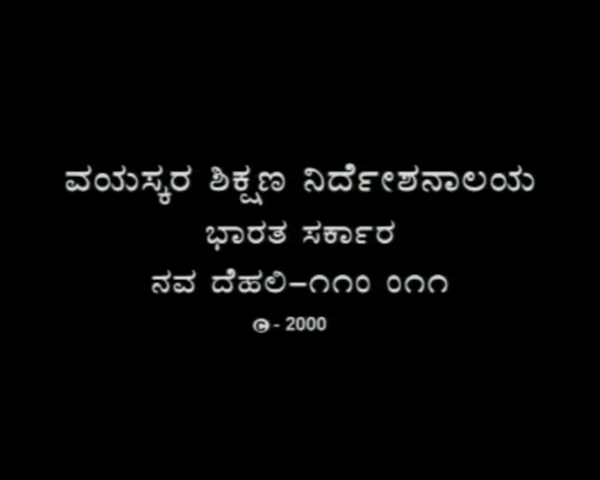 ವಯಸ್ಕರ ಶಿಕ್ಷಣ ನಿರ್ದೇಶನಾಲಯ
ಭಾರತ ಸರ್ಕಾರ
ನವ ದೆಹಲಿ–೧೧೦ ೦೧೧
© - 2000